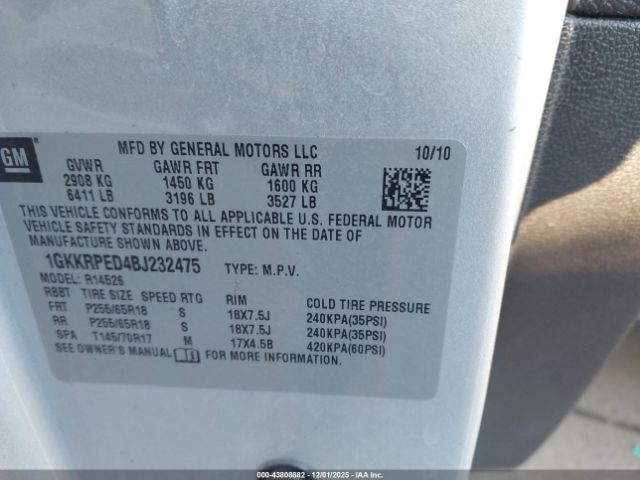 GM
MFD BY GENERAL MOTORS LLC 10/10
GVWR GAWR FRT GAWR RR
2908 KG 1450 KG 1600 KG
6411 LB 3196 LB 3527 LB
THIS VEHICLE CONFORMS TO ALL APPLICABLE U.S. FEDERAL MOTOR
VEHICLE SAFETY STANDARDS IN EFFECT ON THE DATE OF
MANUFACTURE SHOWN ABOVE.
1GKKRPED4BJ232475 TYPE: M.P.V.
MODEL: R14526
RBBT TIRE SIZE SPEED RTG RIM COLD TIRE PRESSURE
FRT P255/65R18 S 18X7.5J 240KPA(35PSI)
RR P255/65R18 S 18X7.5J 240KPA(35PSI)
SPA T145/70R17 M 17X4.5B 420KPA(60PSI)
SEE OWNER'S MANUAL FOR MORE INFORMATION.
000-43808882 - 12/01/2025 - IAA Inc.